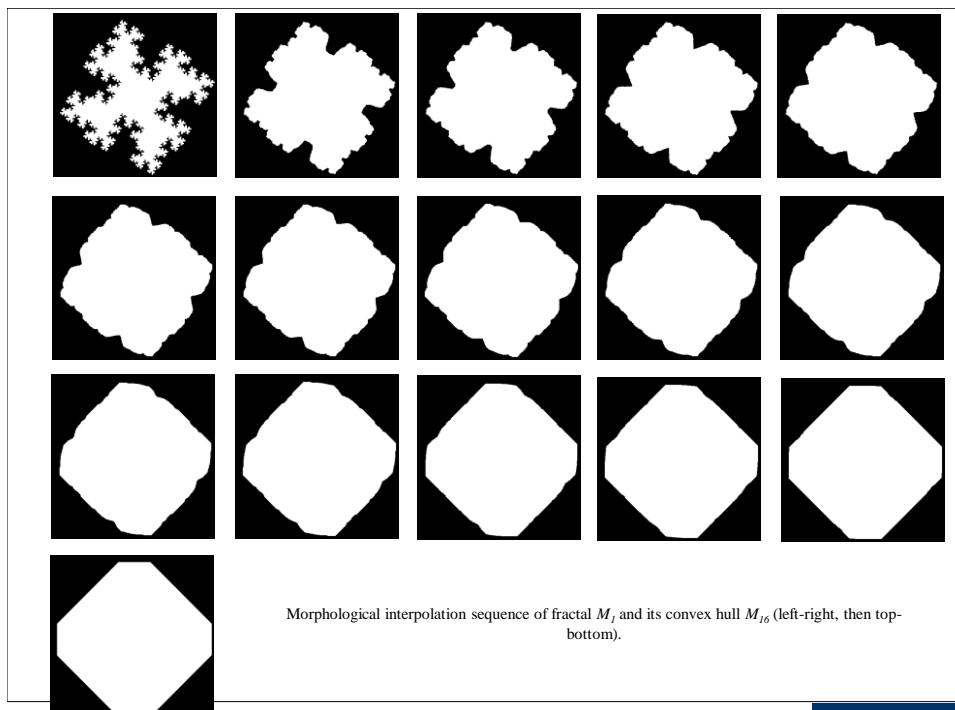 Morphological interpolation sequence of fractal M1 and its convex hull M16 (left-right, then top-
bottom).